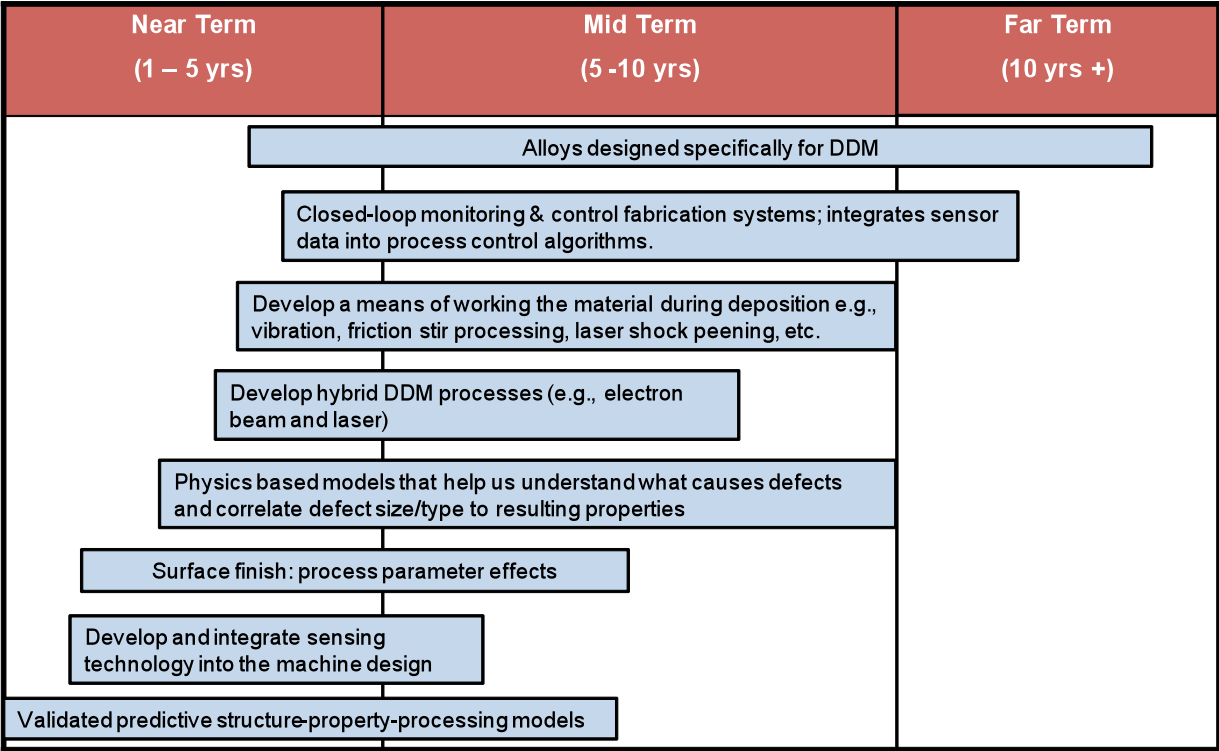 Near Term
(1 – 5 yrs)
Mid Term
(5 -10 yrs)
Far Term
(10 yrs +)
Alloys designed specifically for DDM
Closed-loop monitoring & control fabrication systems; integrates sensor
data into process control algorithms.
Develop a means of working the material during deposition e.g.,
vibration, friction stir processing, laser shock peening, etc.
Develop hybrid DDM processes (e.g., electron
beam and laser)
Physics based models that help us understand what causes defects
and correlate defect size/type to resulting properties
Surface finish: process parameter effects
Develop and integrate sensing
technology into the machine design
Validated predictive structure-property-processing models